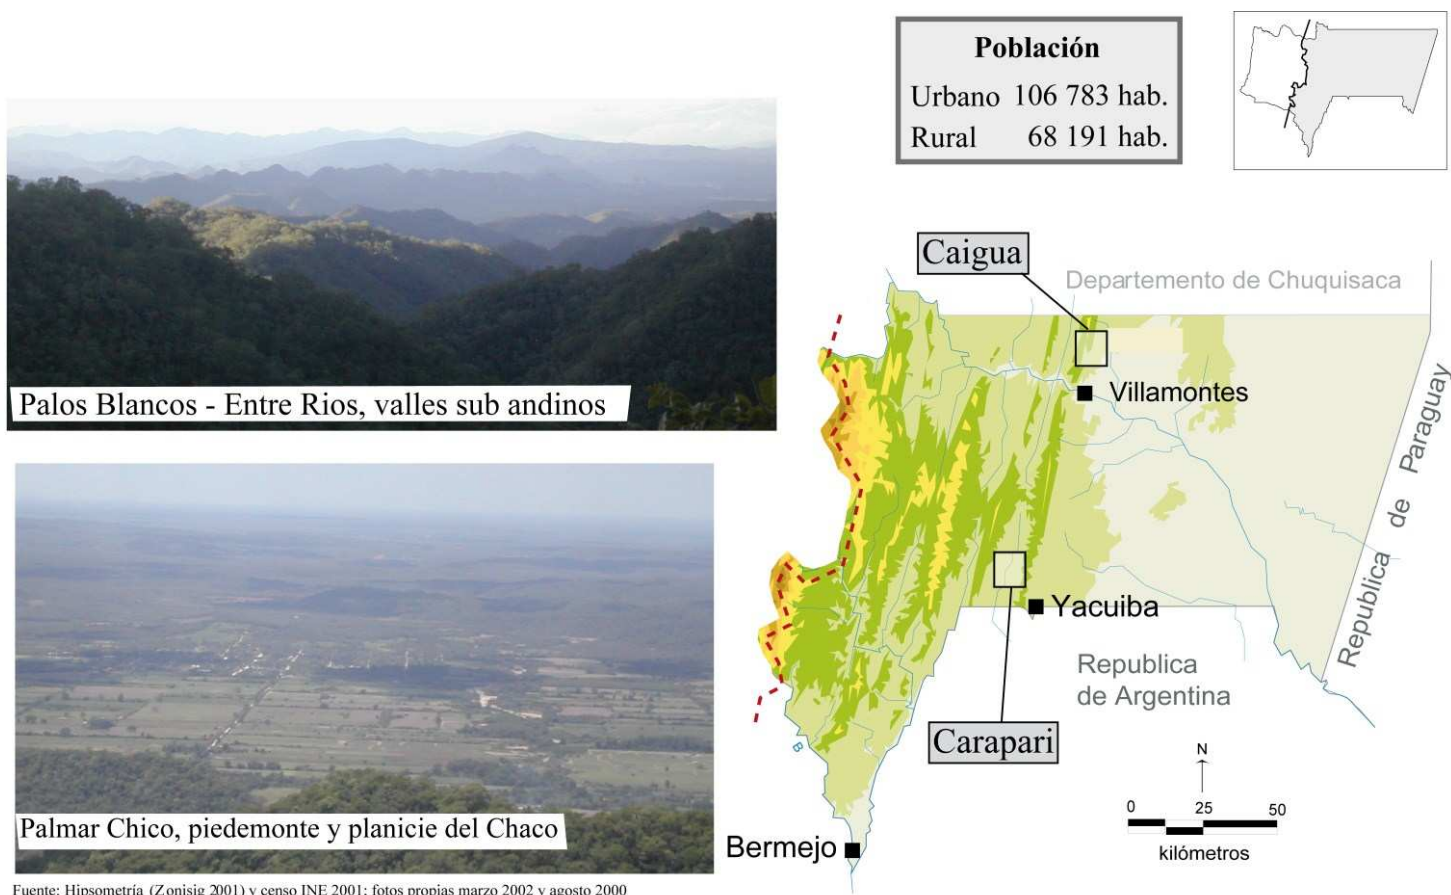 Población
Urbano 106 783 hab.
Rural 68 191 hab.
Caigua
Departemento de Chuquisaca
Villamontes
Republica de Paraguay
Palos Blancos - Entre Rios, valles sub andinos
Yacuiba
Republica
de Argentina
Carapari
B
N
0 25 50
kilómetros
Palmar Chico, piedemonte y planicie del Chaco
Bermejo
Fuente: Hipsometría (Zonisig 2001) y censo INE 2001; fotos propias marzo 2002 y agosto 2000